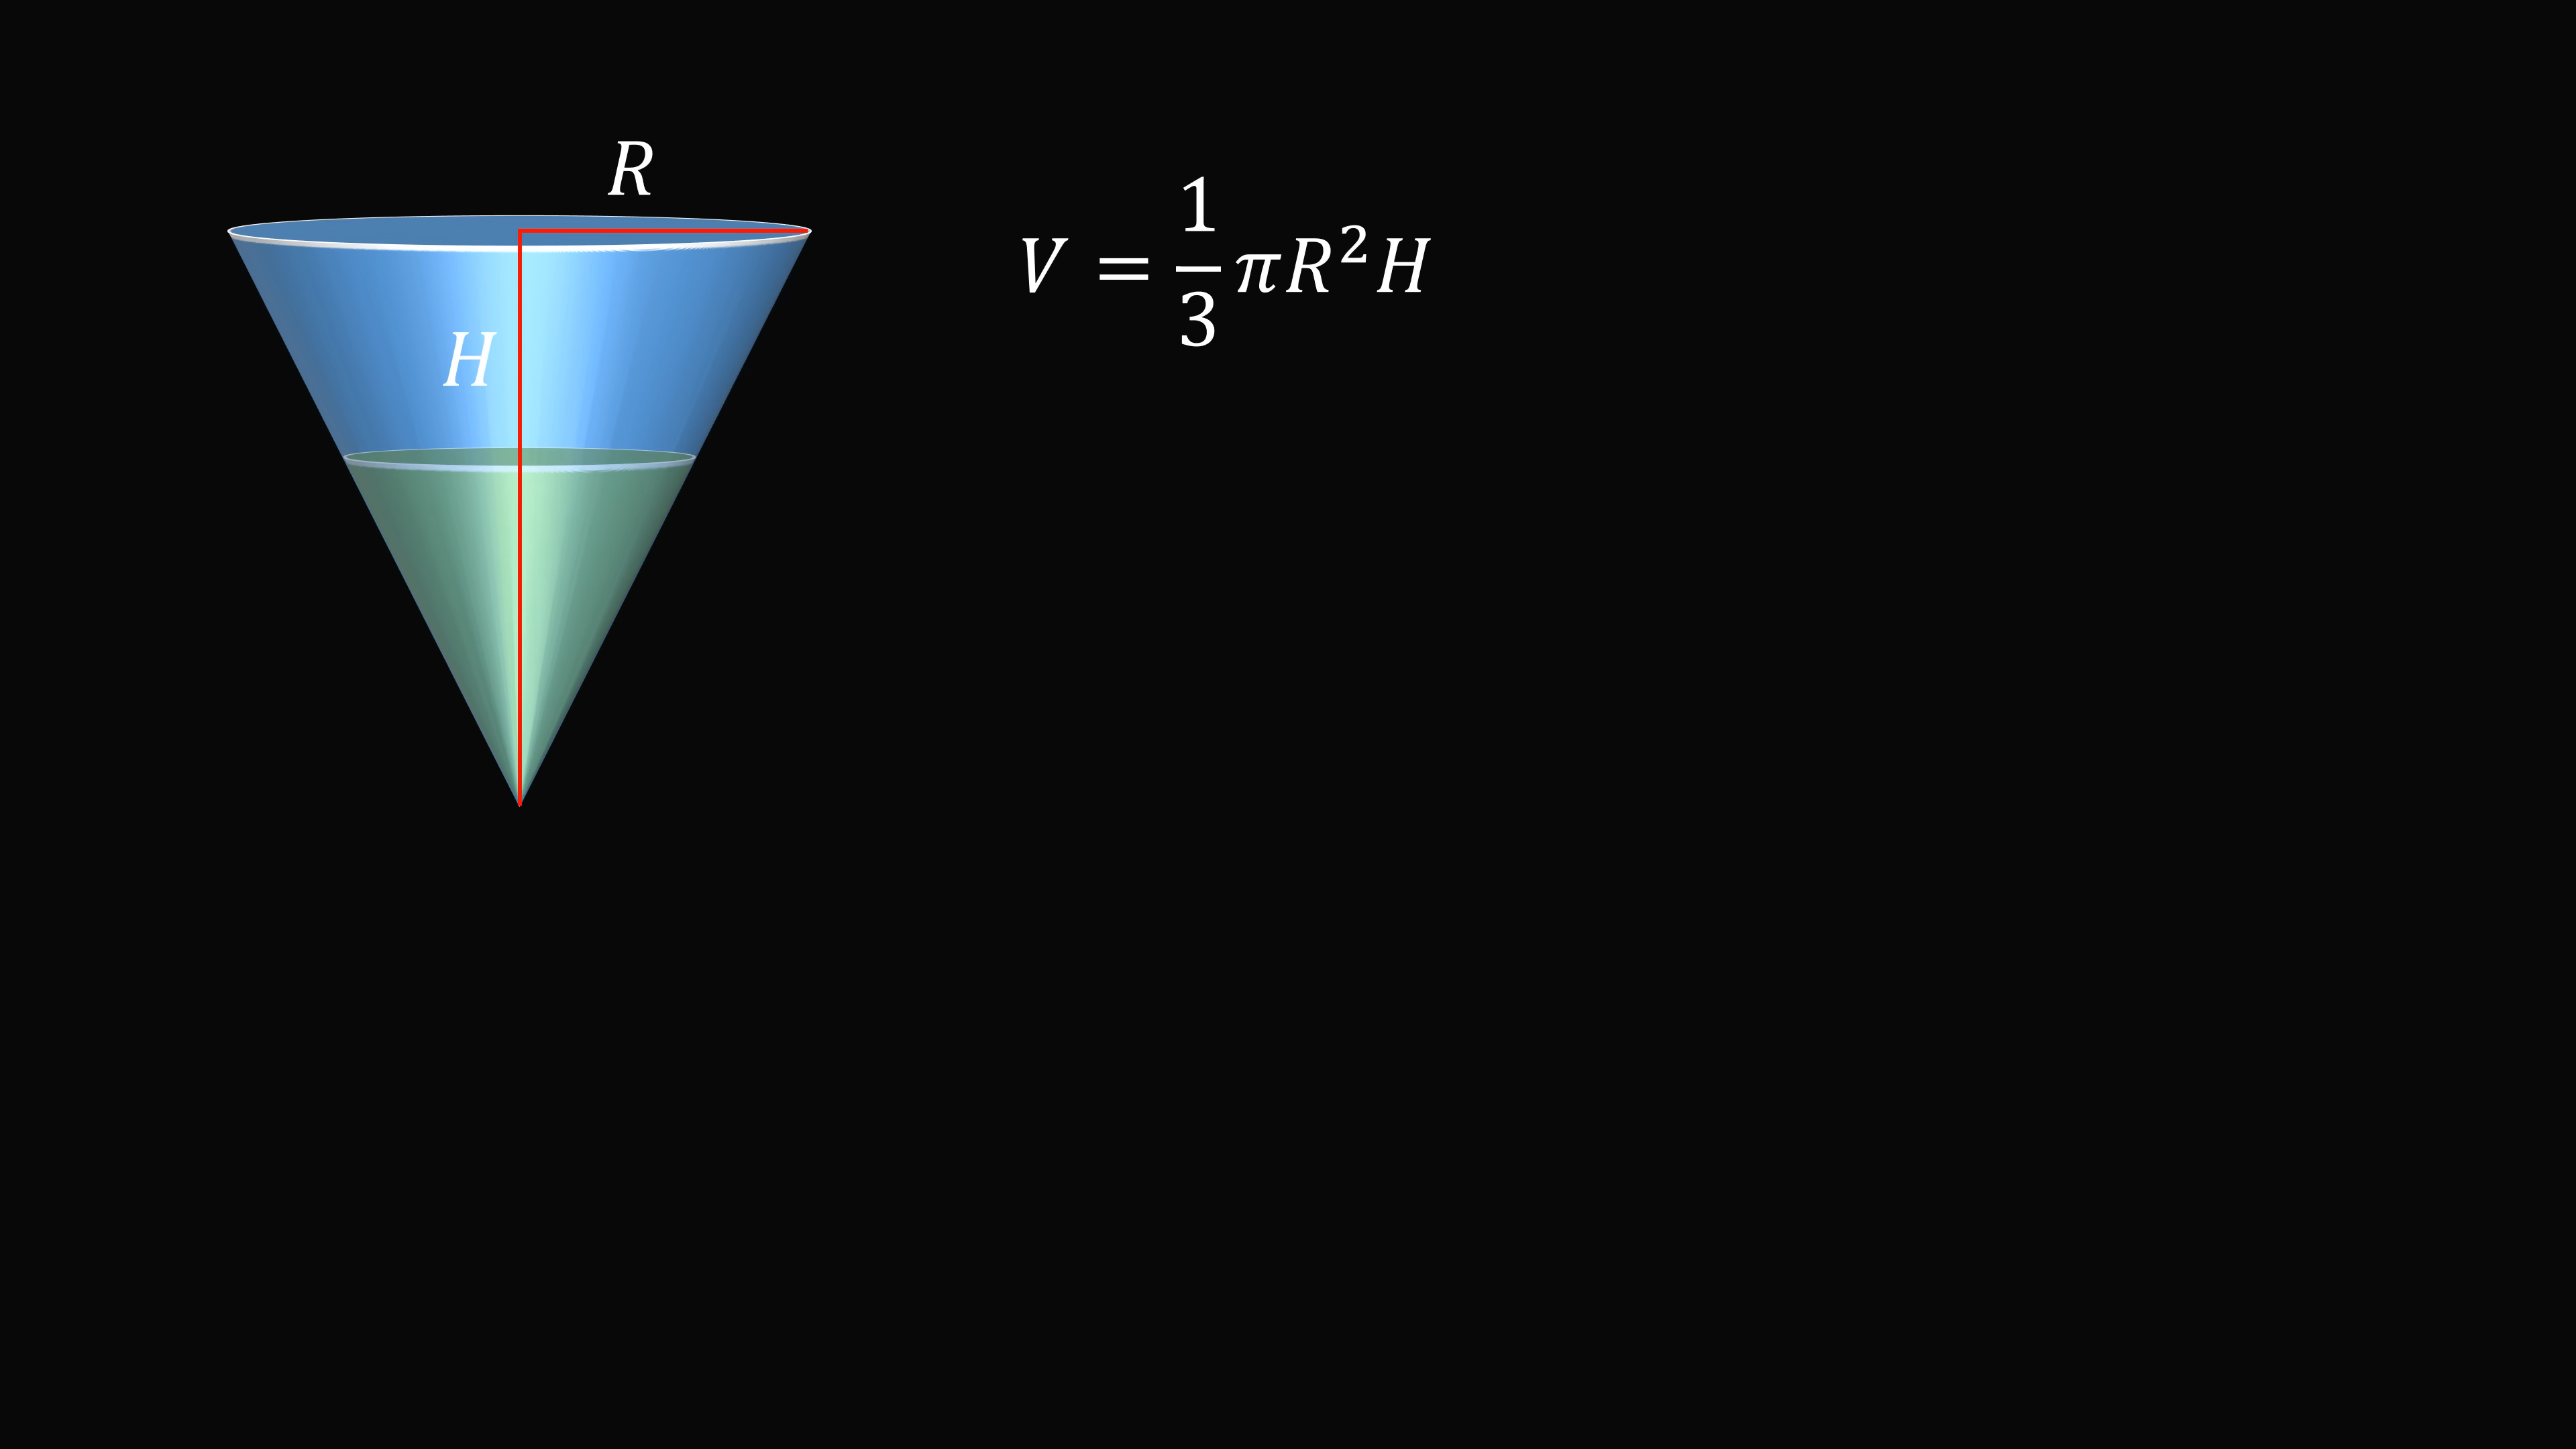 R
H
V = 1/3 πR²H